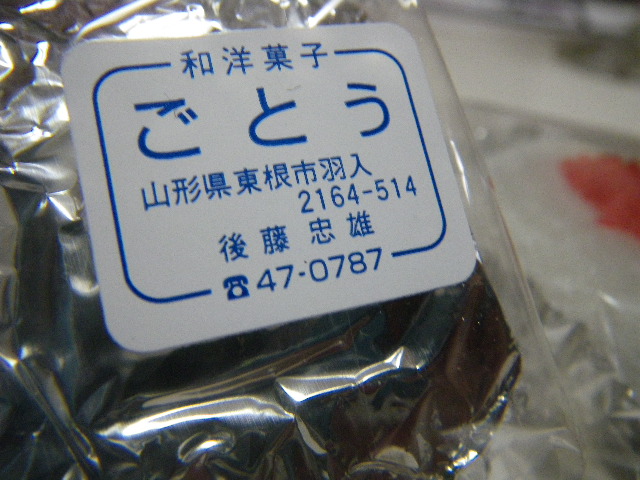 和洋菓子
ごとう
山形県東根市羽入
2164-514
後藤忠雄
☎47-0787